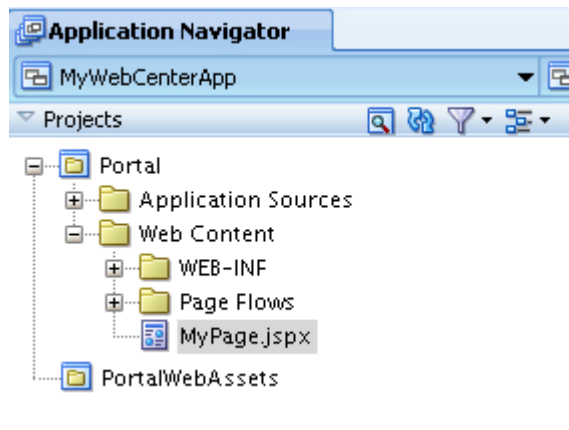 Application Navigator
MyWebCenterApp
Projects
Portal
Application Sources
Web Content
WEB-INF
Page Flows
MyPage.jspx
PortalWebAssets